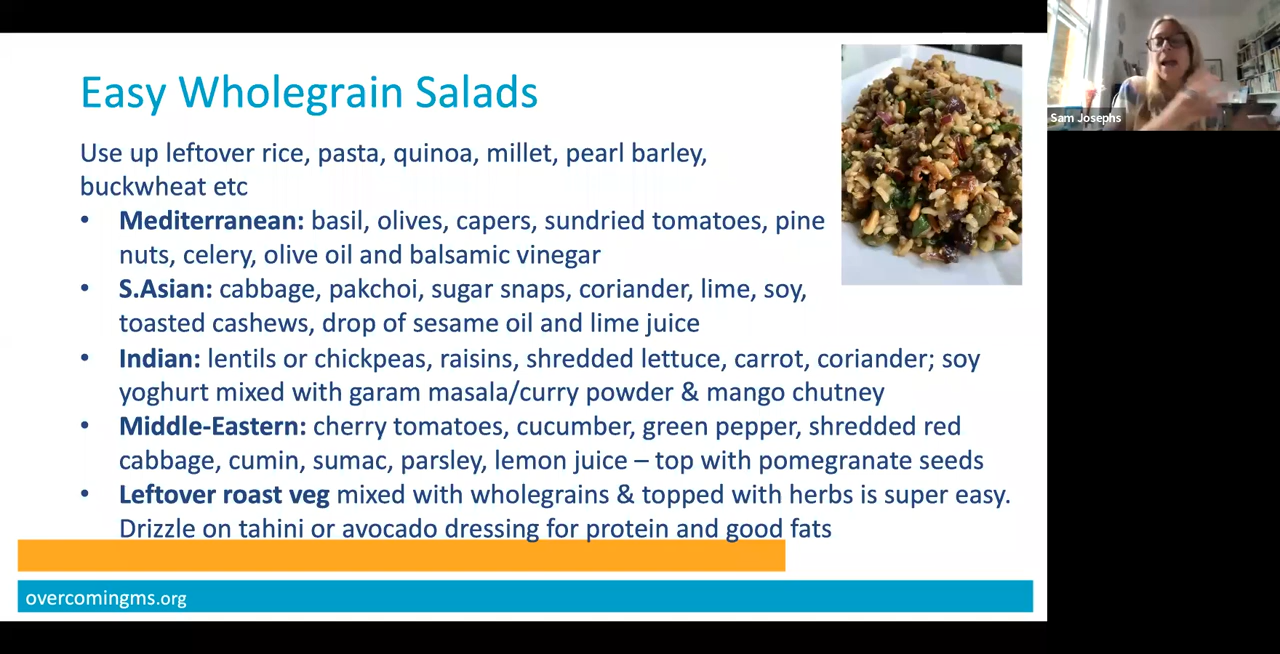 Easy Wholegrain Salads
Use up leftover rice, pasta, quinoa, millet, pearl barley,
buckwheat etc
• Mediterranean: basil, olives, capers, sundried tomatoes, pine
nuts, celery, olive oil and balsamic vinegar
• S.Asian: cabbage, pakchoi, sugar snaps, coriander, lime, soy,
toasted cashews, drop of sesame oil and lime juice
• Indian: lentils or chickpeas, raisins, shredded lettuce, carrot, coriander; soy
yoghurt mixed with garam masala/curry powder & mango chutney
• Middle-Eastern: cherry tomatoes, cucumber, green pepper, shredded red
cabbage, cumin, sumac, parsley, lemon juice – top with pomegranate seeds
• Leftover roast veg mixed with wholegrains & topped with herbs is super easy.
Drizzle on tahini or avocado dressing for protein and good fats
overcomingms.org
Sam Josephs